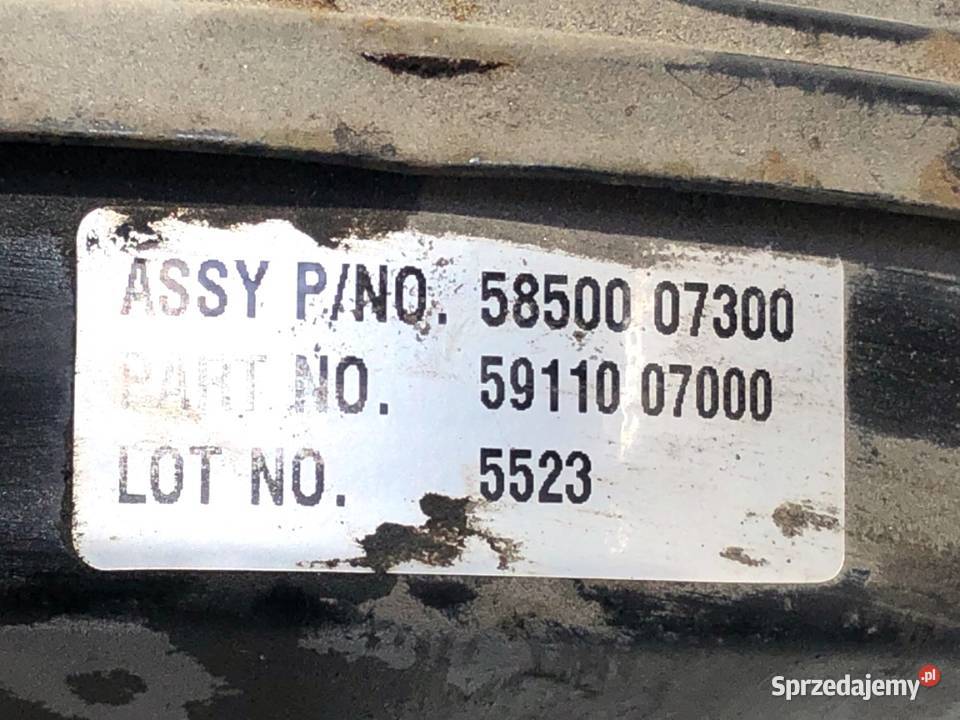 ASSY P/NO. 58500 07300
PART NO. 59110 07000
LOT NO. 5523
Sprzedajemy.pl